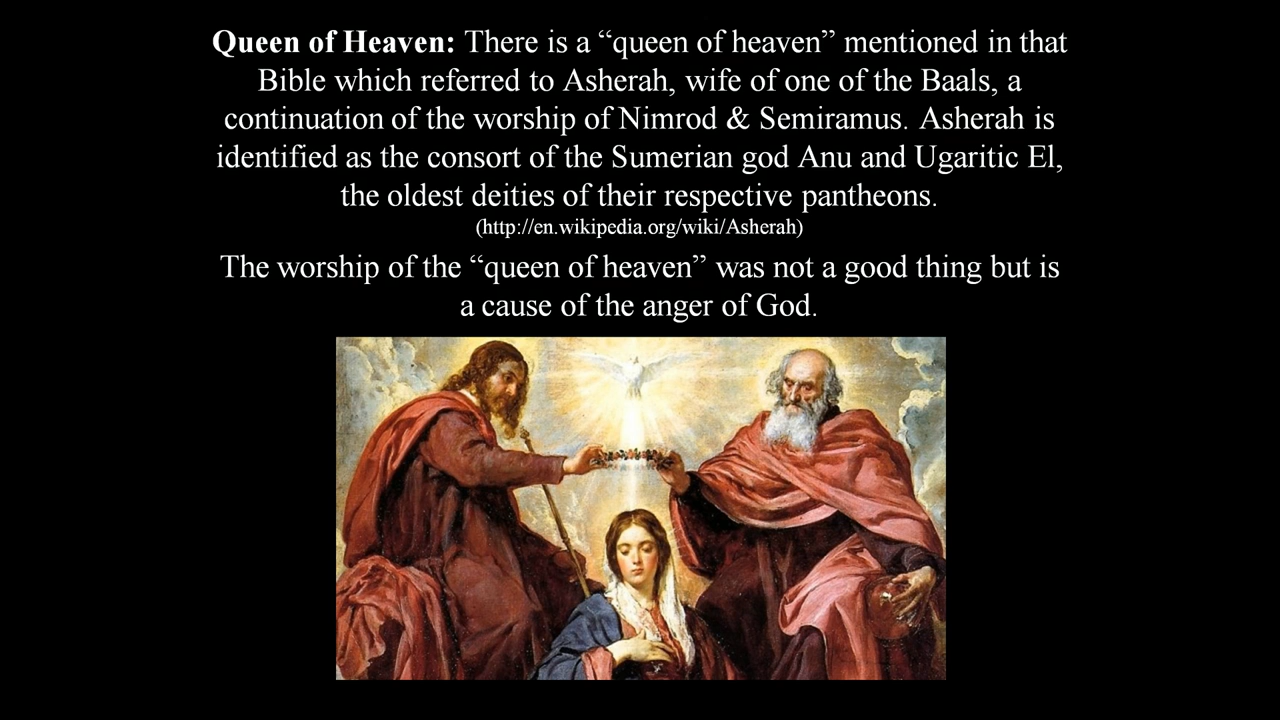 Queen of Heaven: There is a “queen of heaven” mentioned in that
Bible which referred to Asherah, wife of one of the Baals, a
continuation of the worship of Nimrod & Semiramus. Asherah is
identified as the consort of the Sumerian god Anu and Ugaritic El,
the oldest deities of their respective pantheons.
(http://en.wikipedia.org/wiki/Asherah)
The worship of the “queen of heaven” was not a good thing but is
a cause of the anger of God.